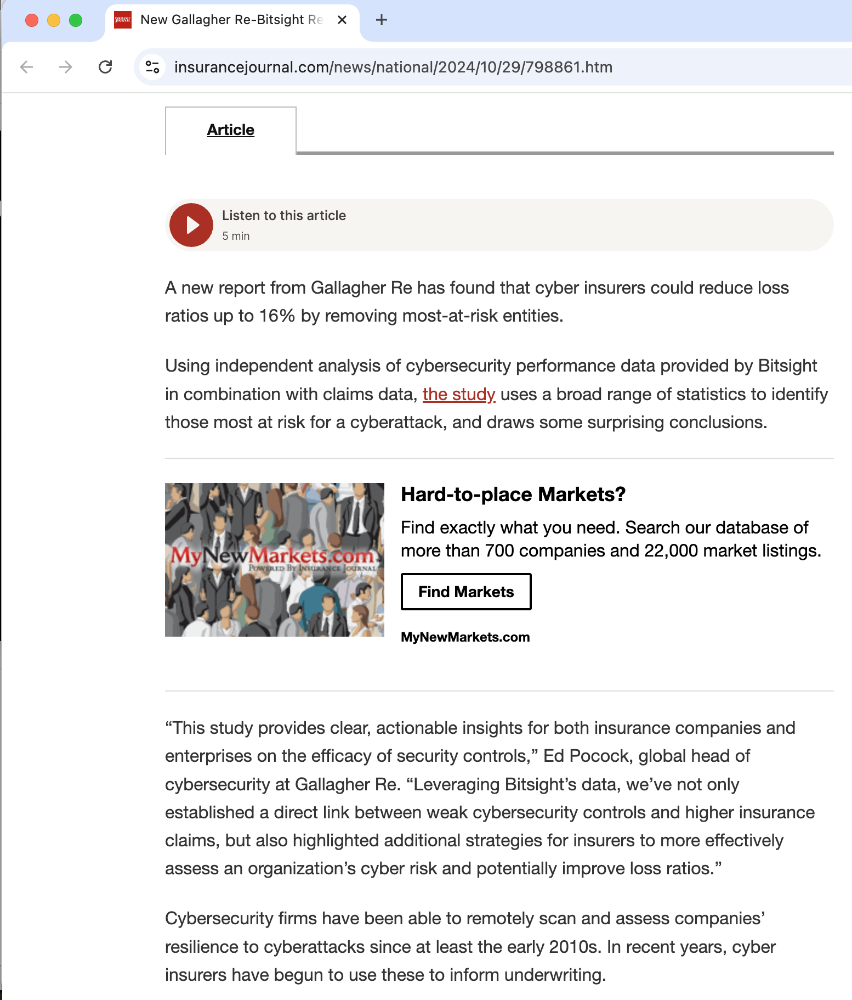 INSURANCE
JOURNAL
New Gallagher Re-Bitsight Re
insurancejournal.com/news/national/2024/10/29/798861.htm
Article
Listen to this article
5 min
A new report from Gallagher Re has found that cyber insurers could reduce loss
ratios up to 16% by removing most-at-risk entities.
Using independent analysis of cybersecurity performance data provided by Bitsight
in combination with claims data, the study uses a broad range of statistics to identify
those most at risk for a cyberattack, and draws some surprising conclusions.
MyNewMarkets.com
POWERED BY INSURANCE JOURNAL
Hard-to-place Markets?
Find exactly what you need. Search our database of
more than 700 companies and 22,000 market listings.
Find Markets
MyNewMarkets.com
“This study provides clear, actionable insights for both insurance companies and
enterprises on the efficacy of security controls,” Ed Pocock, global head of
cybersecurity at Gallagher Re. “Leveraging Bitsight’s data, we’ve not only
established a direct link between weak cybersecurity controls and higher insurance
claims, but also highlighted additional strategies for insurers to more effectively
assess an organization’s cyber risk and potentially improve loss ratios.”
Cybersecurity firms have been able to remotely scan and assess companies’
resilience to cyberattacks since at least the early 2010s. In recent years, cyber
insurers have begun to use these to inform underwriting.